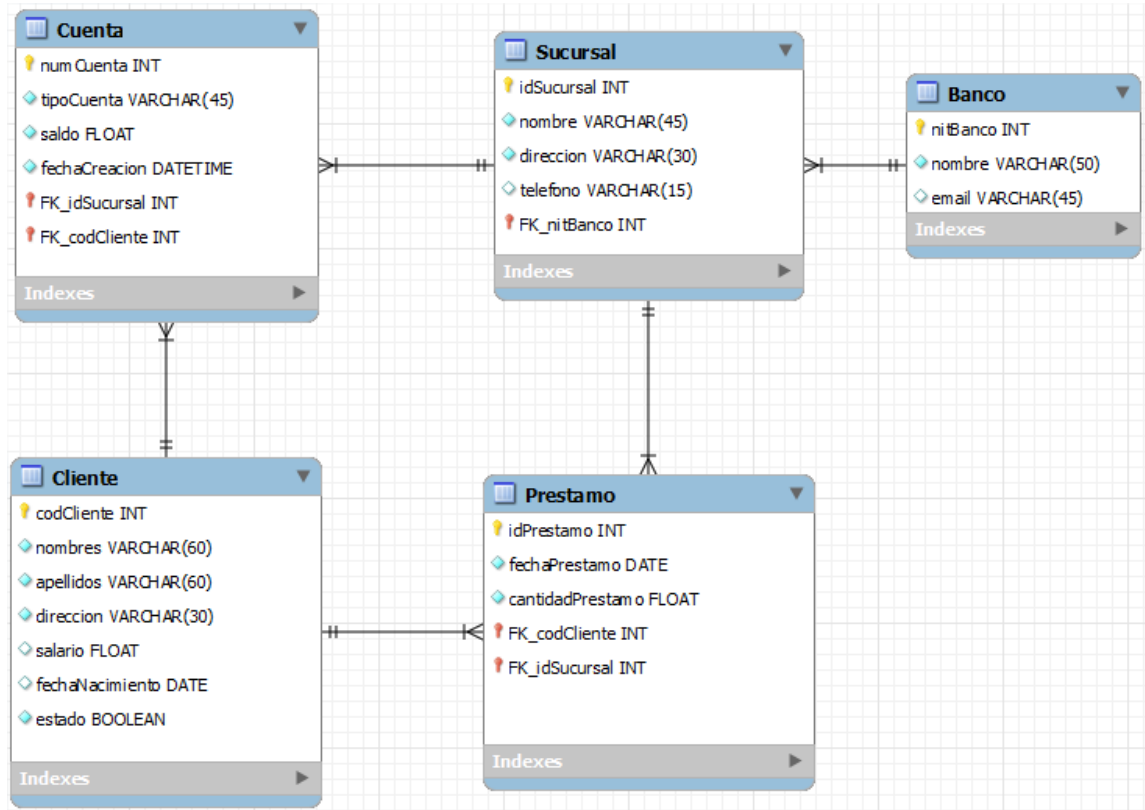 Cuenta
numCuenta INT
tipoCuenta VARCHAR(45)
saldo FLOAT
fechaCreacion DATETIME
FK_idSucursal INT
FK_codCliente INT
Indexes
Sucursal
idSucursal INT
nombre VARCHAR(45)
direccion VARCHAR(30)
telefono VARCHAR(15)
FK_nitBanco INT
Indexes
Banco
nitBanco INT
nombre VARCHAR(50)
email VARCHAR(45)
Indexes
Cliente
codCliente INT
nombres VARCHAR(60)
apellidos VARCHAR(60)
direccion VARCHAR(30)
salario FLOAT
fechaNacimiento DATE
estado BOOLEAN
Indexes
Prestamo
idPrestamo INT
fechaPrestamo DATE
cantidadPrestamo FLOAT
FK_codCliente INT
FK_idSucursal INT
Indexes